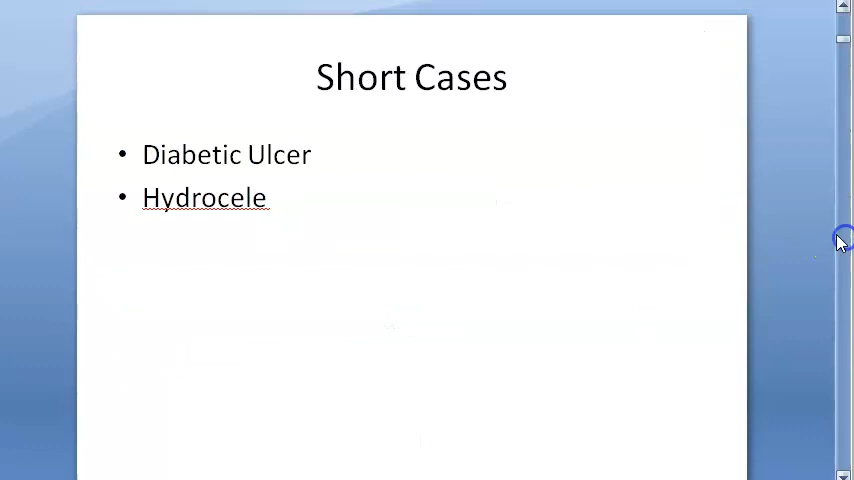 Short Cases
• Diabetic Ulcer
• Hydrocele